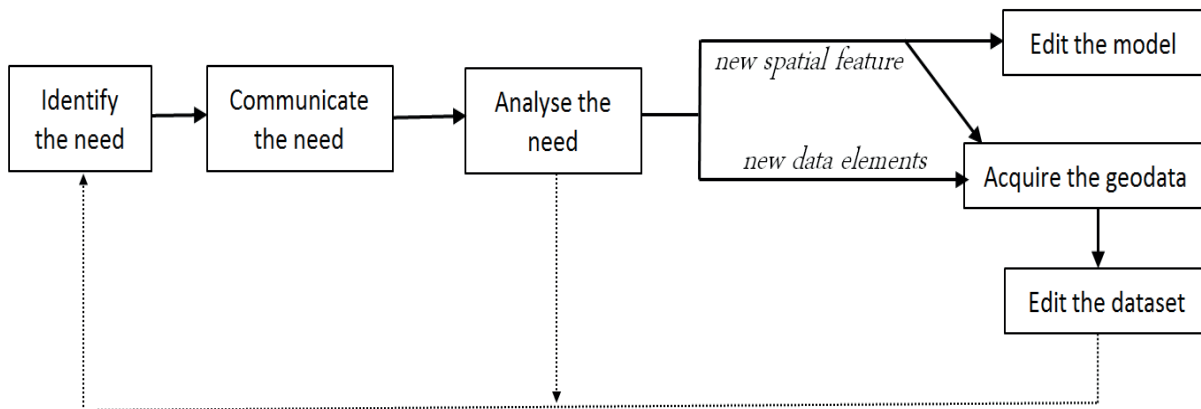 Identify
the need
Communicate
the need
Analyse the
need
new spatial feature
new data elements
Edit the model
Acquire the geodata
Edit the dataset